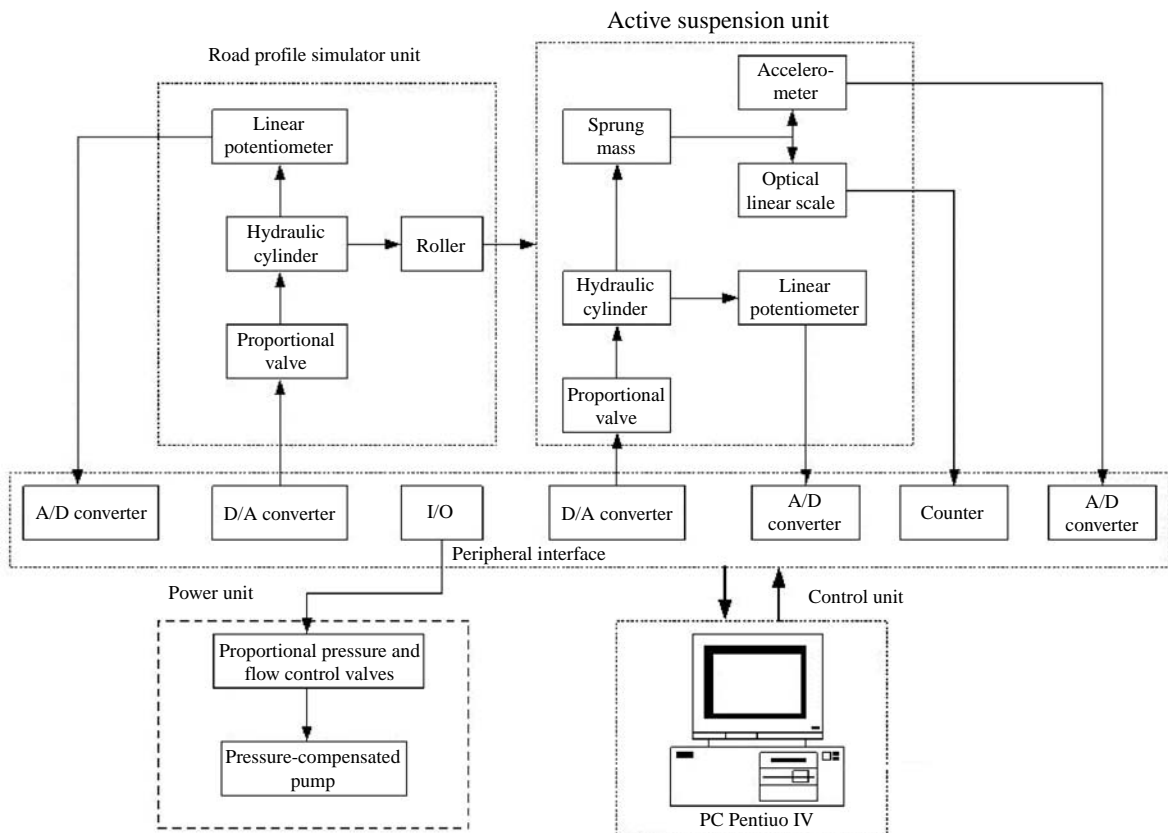 Active suspension unit
Road profile simulator unit
Linear
potentiometer
Hydraulic
cylinder
Roller
Proportional
valve
Accelero-
meter
Sprung
mass
Optical
linear scale
Hydraulic
cylinder
Linear
potentiometer
Proportional
valve
A/D converter
D/A converter
I/O
D/A converter
A/D
converter
Counter
A/D
converter
Peripheral interface
Power unit
Control unit
Proportional pressure and
flow control valves
Pressure-compensated
pump
PC Pentiuo IV